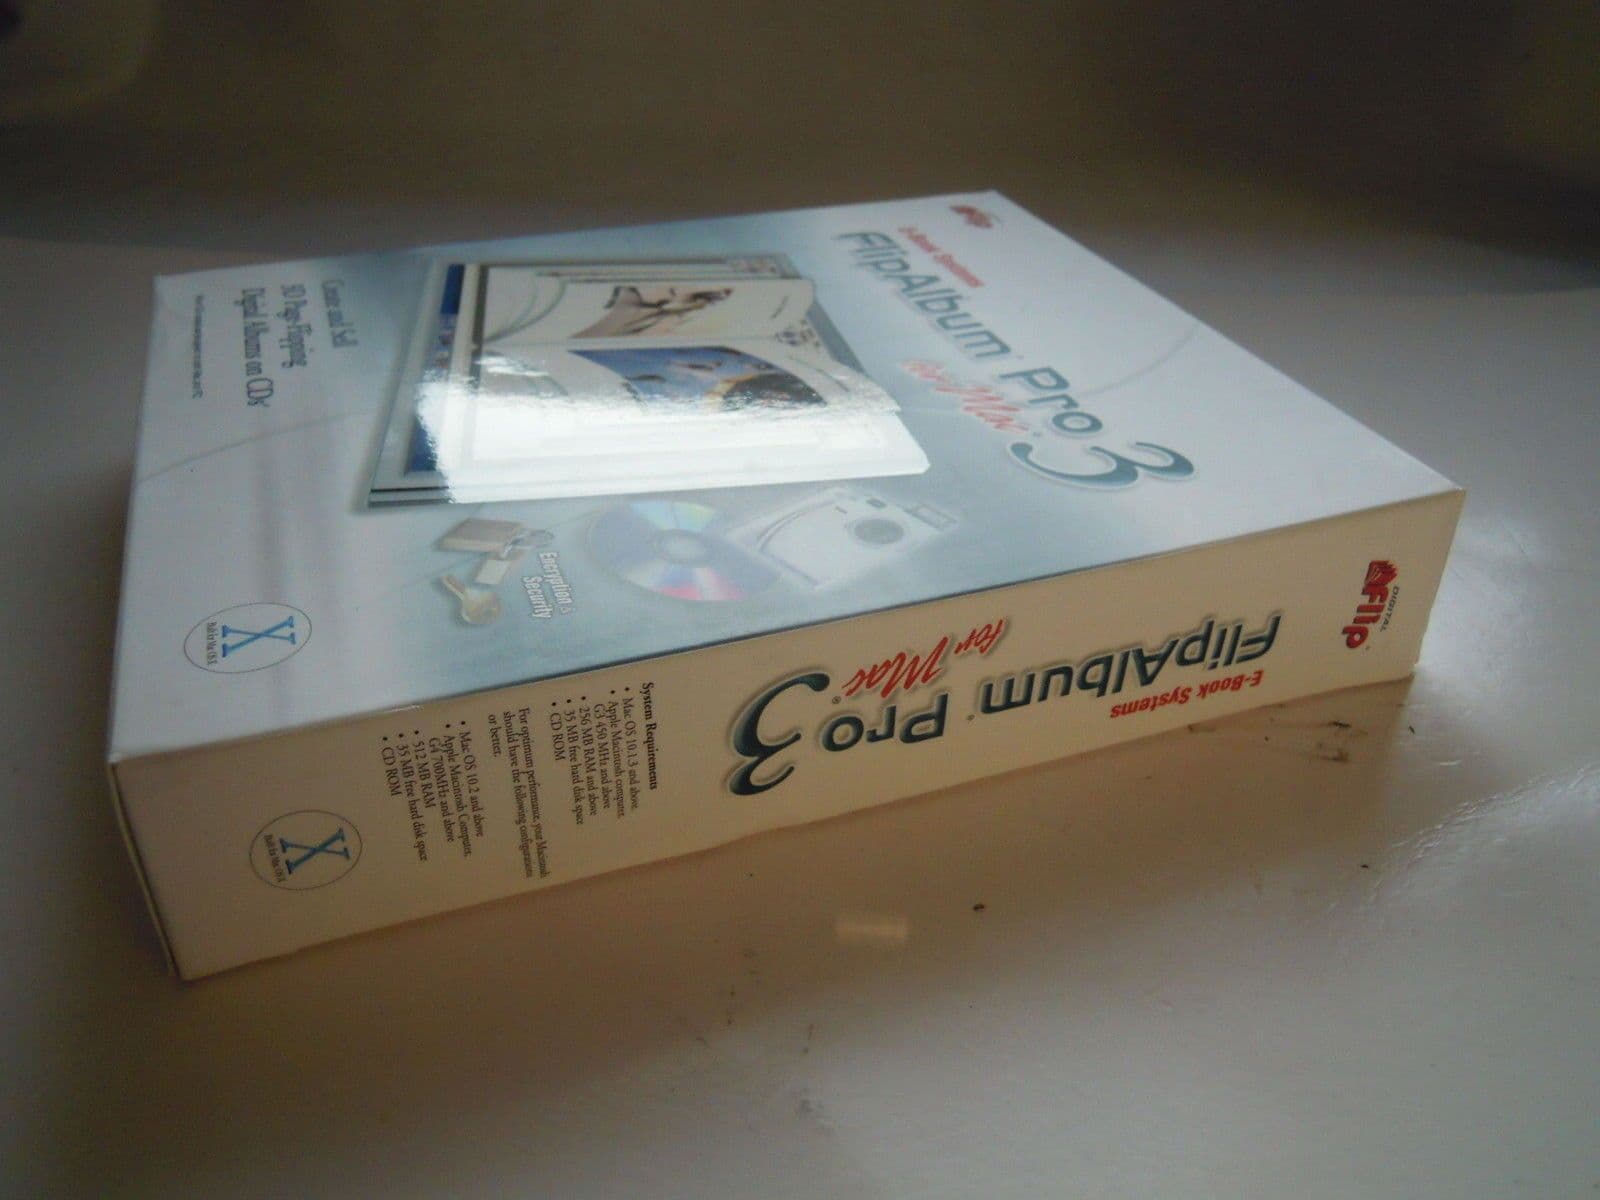 E-Book Systems
FlipAlbum® Pro 3
for Mac®
Create and Sell
3D Page-Flipping
Digital Albums on CDs
Encryption &
Security
X
Built for Mac OS X
DIGITAL
Flip
E-Book Systems
FlipAlbum® Pro 3
for Mac®
System Requirements
• Mac OS 10.1.3 and above.
• Apple Macintosh computer,
G3 450 MHz and above
• 256 MB RAM and above
• 35 MB free hard disk space
• CD ROM
For optimum performance, your Macintosh
should have the following configurations
or better.
• Mac OS 10.2 and above
• Apple Macintosh Computer,
G4 700MHz and above
• 512 MB RAM
• 35 MB free hard disk space
• CD ROM
X
Built for Mac OS X